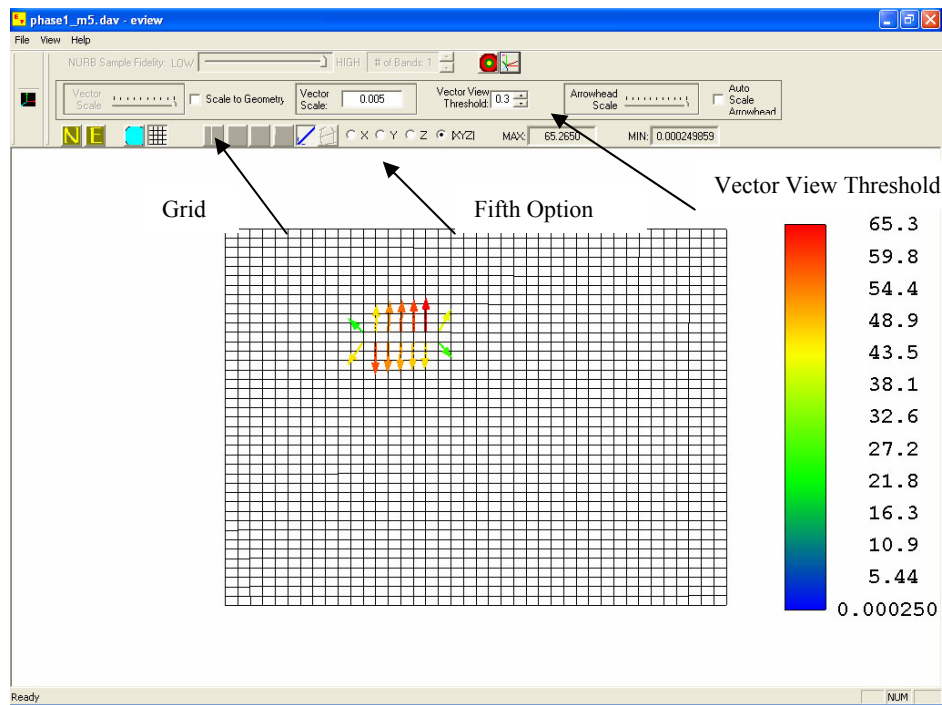 phase1_m5.dav - eview
File View Help
NURB Sample Fidelity: LOW HIGH # of Bands: 1
Vector Scale Scale to Geometry Vector Scale: 0.005 Vector View Threshold: 0.3 Arrowhead Scale Auto Scale Arrowhead
N E X Y Z |XYZ| MAX: 65.2650 MIN: 0.000249859
Vector View Threshold
Grid Fifth Option
65.3
59.8
54.4
48.9
43.5
38.1
32.6
27.2
21.8
16.3
10.9
5.44
0.000250
Ready NUM